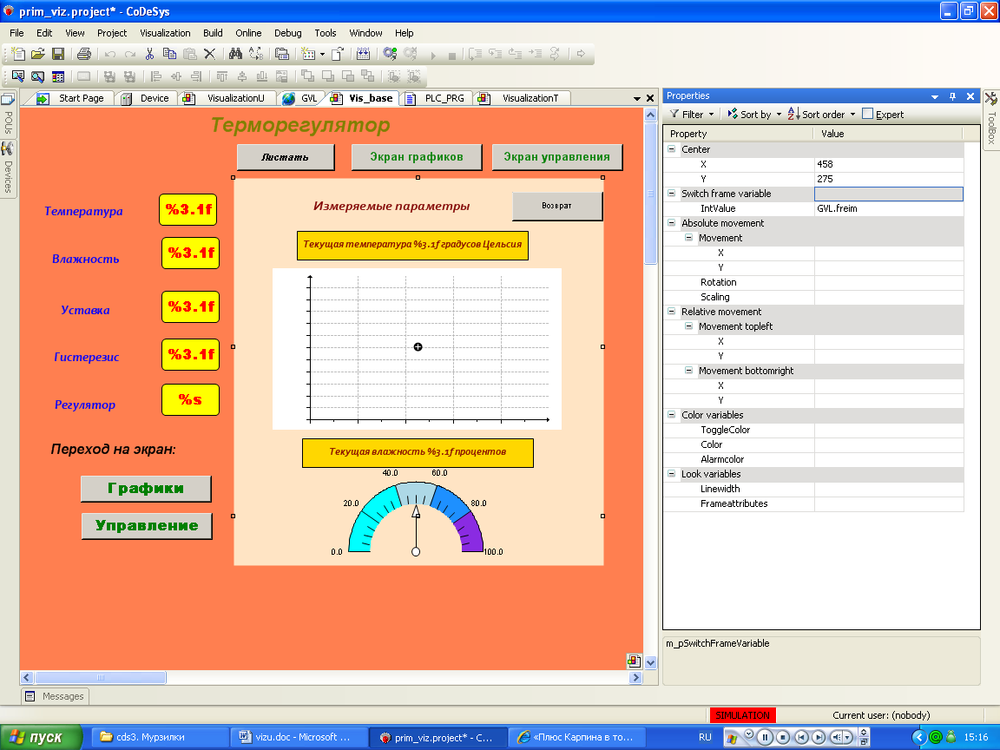 prim_viz.project* - CoDeSys
File Edit View Project Visualization Build Online Debug Tools Window Help
Start Page Device VisualizationU GVL Vis_base PLC_PRG VisualizationT
POUs
Devices
Терморегулятор
Листать Экран графиков Экран управления
Измеряемые параметры Возврат
Температура %3.1f
Текущая температура %3.1f градусов Цельсия
Влажность %3.1f
Уставка %3.1f
Гистерезис %3.1f
Регулятор %s
Переход на экран:
Текущая влажность %3.1f процентов
Графики
Управление
0.0 20.0 40.0 60.0 80.0 100.0
Messages
Properties
Filter Sort by Sort order Expert
Property Value
Center
X 458
Y 275
Switch frame variable
IntValue GVL.freim
Absolute movement
Movement
X
Y
Rotation
Scaling
Relative movement
Movement topleft
X
Y
Movement bottomright
X
Y
Color variables
ToggleColor
Color
Alarmcolor
Look variables
Linewidth
Frameattributes
m_pSwitchFrameVariable
ToolBox
SIMULATION Current user: (nobody)
пуск cds3. Мурзилки vizu.doc - Microsoft ... prim_viz.project* - C... «Плюс Карпина в то... RU 15:16